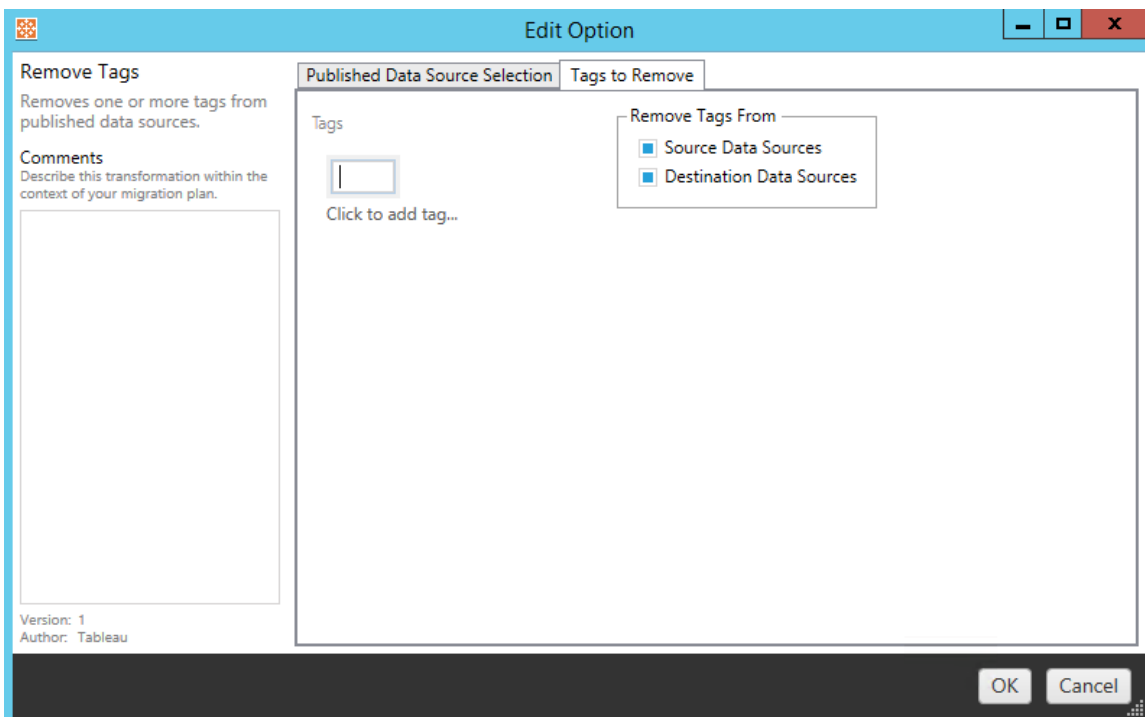 Edit Option
Remove Tags
Removes one or more tags from
published data sources.
Comments
Describe this transformation within the
context of your migration plan.
Version: 1
Author: Tableau
Published Data Source Selection
Tags to Remove
Tags
Click to add tag...
Remove Tags From
Source Data Sources
Destination Data Sources
OK
Cancel